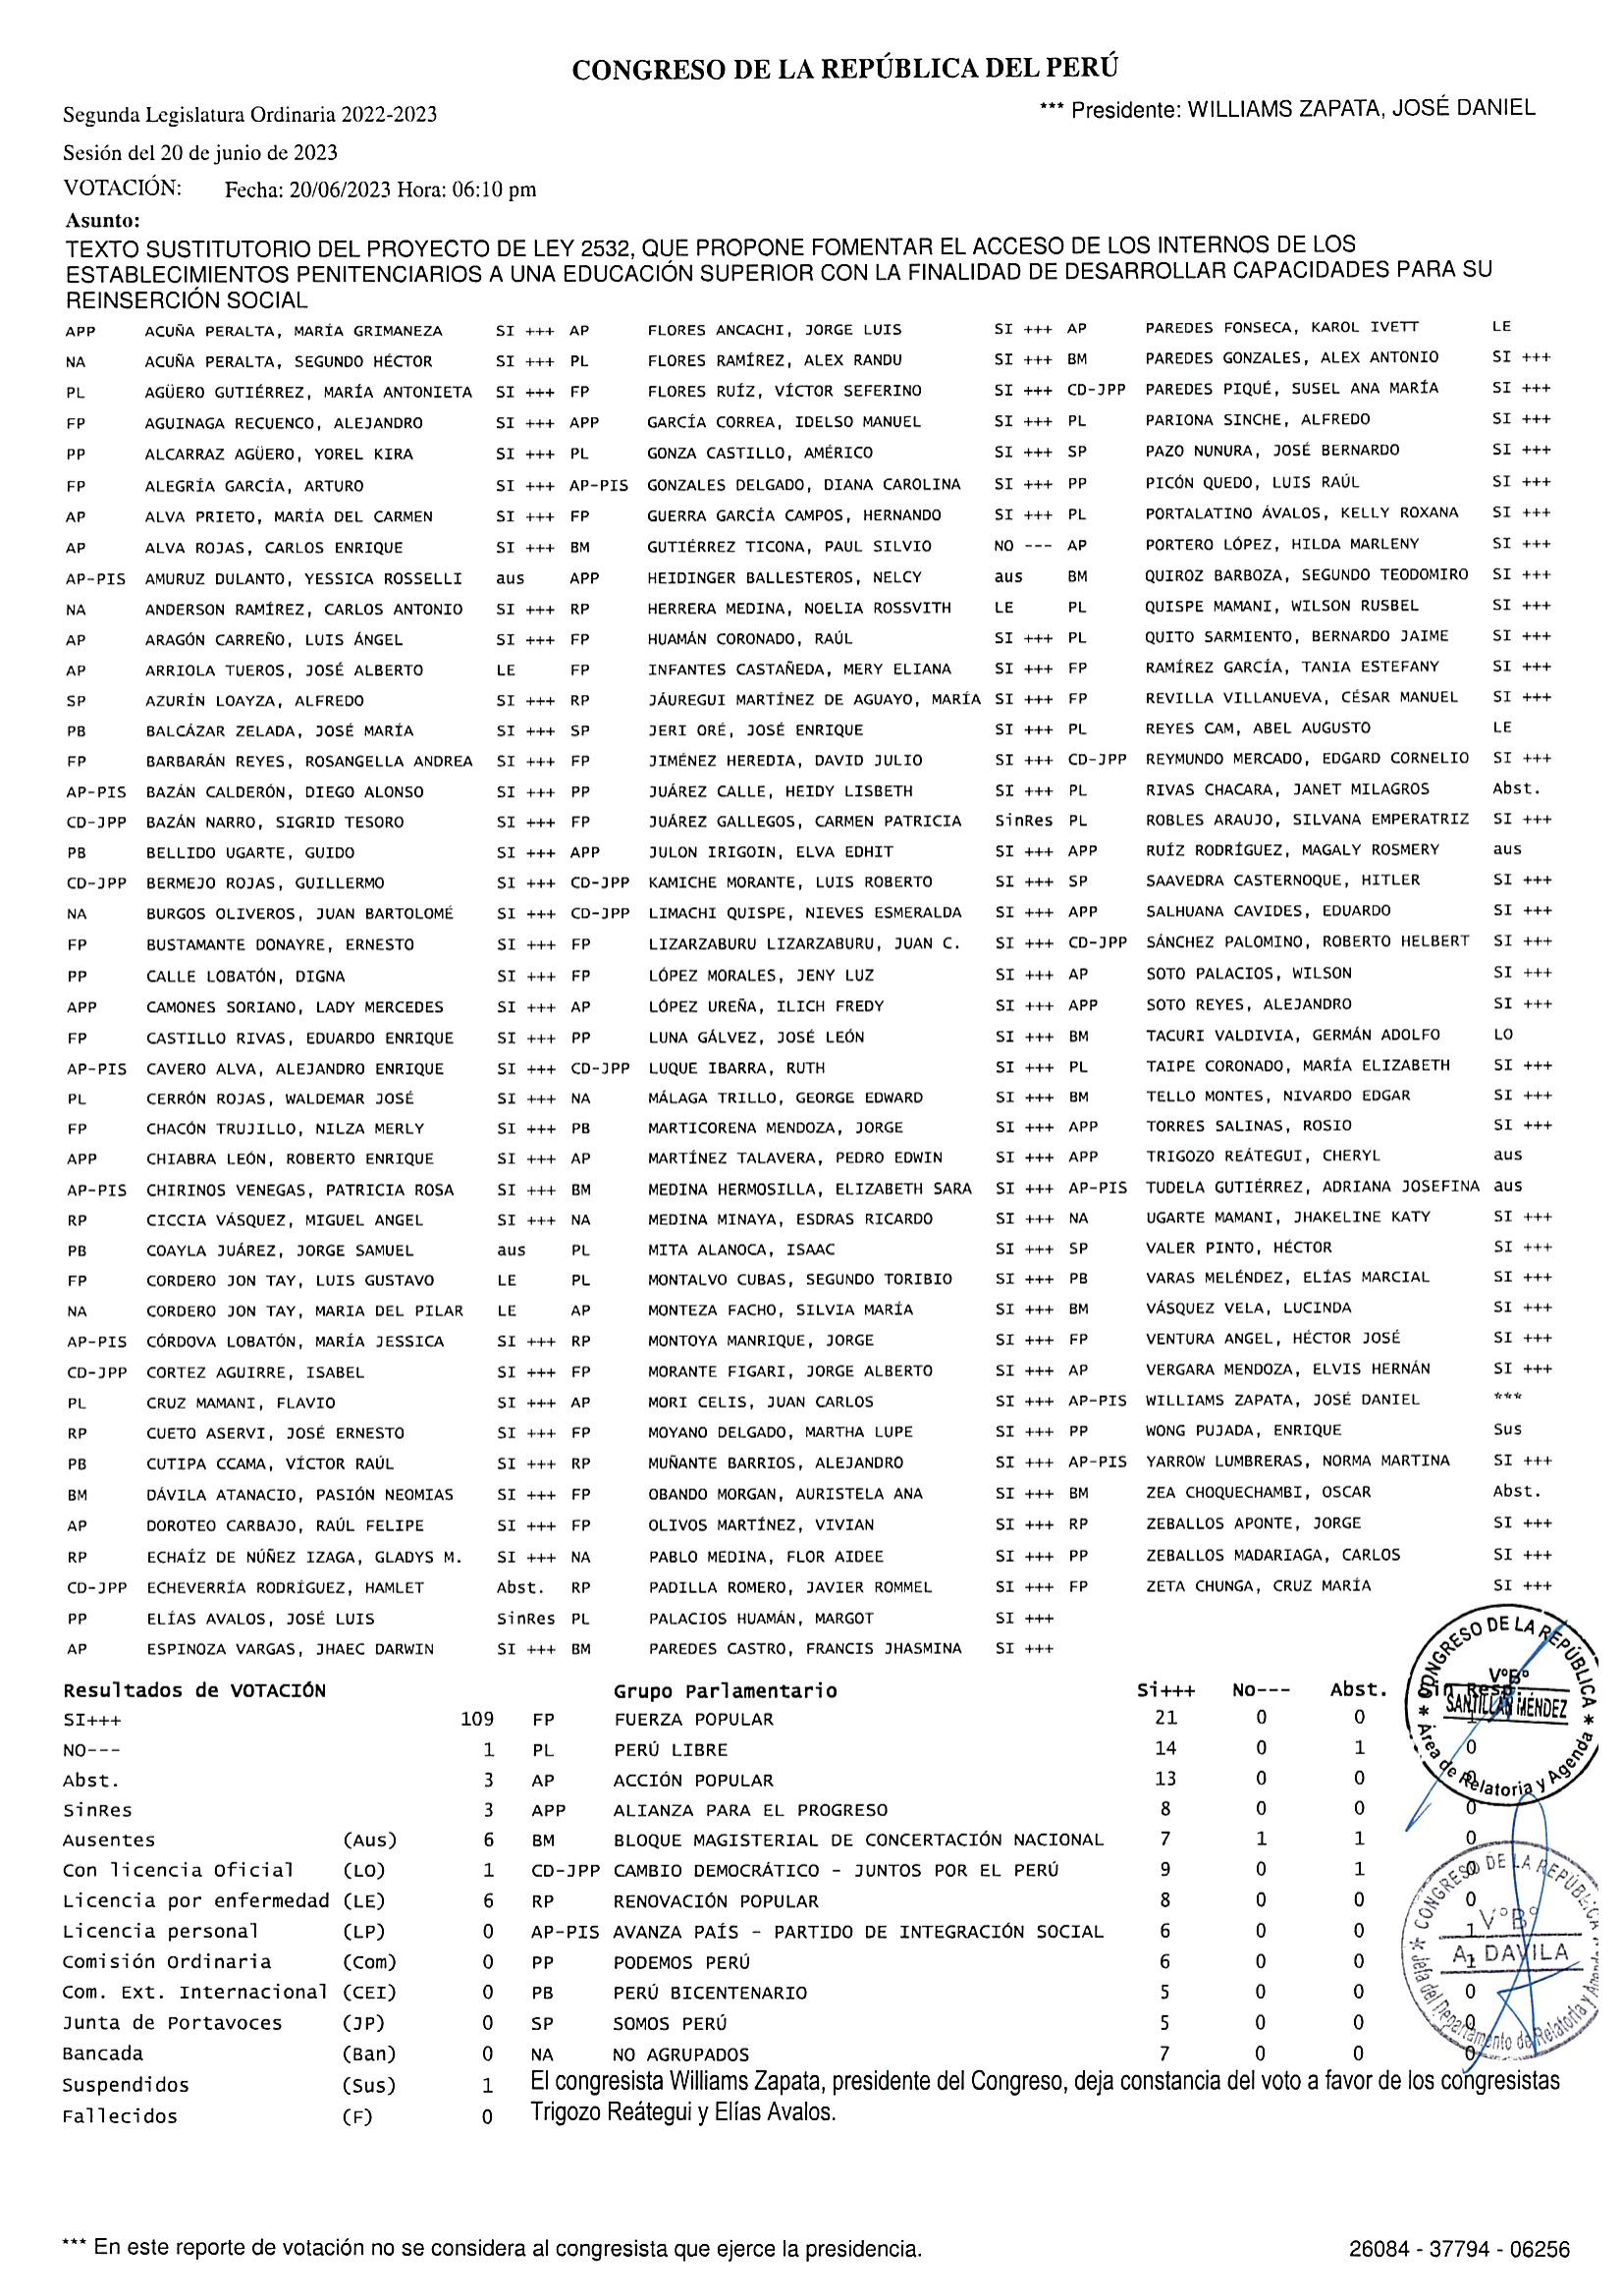 CONGRESO DE LA REPÚBLICA DEL PERÚ
Segunda Legislatura Ordinaria 2022-2023
*** Presidente: WILLIAMS ZAPATA, JOSÉ DANIEL
Sesión del 20 de junio de 2023
VOTACIÓN: Fecha: 20/06/2023 Hora: 06:10 pm
Asunto:
TEXTO SUSTITUTORIO DEL PROYECTO DE LEY 2532, QUE PROPONE FOMENTAR EL ACCESO DE LOS INTERNOS DE LOS
ESTABLECIMIENTOS PENITENCIARIOS A UNA EDUCACIÓN SUPERIOR CON LA FINALIDAD DE DESARROLLAR CAPACIDADES PARA SU
REINSERCIÓN SOCIAL
APP ACUÑA PERALTA, MARÍA GRIMANEZA SI +++ AP FLORES ANCACHI, JORGE LUIS SI +++ AP PAREDES FONSECA, KAROL IVETT LE
NA ACUÑA PERALTA, SEGUNDO HÉCTOR SI +++ PL FLORES RAMÍREZ, ALEX RANDU SI +++ BM PAREDES GONZALES, ALEX ANTONIO SI +++
PL AGÜERO GUTIÉRREZ, MARÍA ANTONIETA SI +++ FP FLORES RUÍZ, VÍCTOR SEFERINO SI +++ CD-JPP PAREDES PIQUÉ, SUSEL ANA MARÍA SI +++
FP AGUINAGA RECUENCO, ALEJANDRO SI +++ APP GARCÍA CORREA, IDELSO MANUEL SI +++ PL PARIONA SINCHE, ALFREDO SI +++
PP ALCARRAZ AGÜERO, YOREL KIRA SI +++ PL GONZA CASTILLO, AMÉRICO SI +++ SP PAZO NUNURA, JOSÉ BERNARDO SI +++
FP ALEGRÍA GARCÍA, ARTURO SI +++ AP-PIS GONZALES DELGADO, DIANA CAROLINA SI +++ PP PICÓN QUEDO, LUIS RAÚL SI +++
AP ALVA PRIETO, MARÍA DEL CARMEN SI +++ FP GUERRA GARCÍA CAMPOS, HERNANDO SI +++ PL PORTALATINO ÁVALOS, KELLY ROXANA SI +++
AP ALVA ROJAS, CARLOS ENRIQUE SI +++ BM GUTIÉRREZ TICONA, PAUL SILVIO NO --- AP PORTERO LÓPEZ, HILDA MARLENY SI +++
AP-PIS AMURUZ DULANTO, YESSICA ROSSELLI aus APP HEIDINGER BALLESTEROS, NELCY aus BM QUIROZ BARBOZA, SEGUNDO TEODOMIRO SI +++
NA ANDERSON RAMÍREZ, CARLOS ANTONIO SI +++ RP HERRERA MEDINA, NOELIA ROSSVITH LE PL QUISPE MAMANI, WILSON RUSBEL SI +++
AP ARAGÓN CARREÑO, LUIS ÁNGEL SI +++ FP HUAMÁN CORONADO, RAÚL SI +++ PL QUITO SARMIENTO, BERNARDO JAIME SI +++
AP ARRIOLA TUEROS, JOSÉ ALBERTO LE FP INFANTES CASTAÑEDA, MERY ELIANA SI +++ FP RAMÍREZ GARCÍA, TANIA ESTEFANY SI +++
SP AZURÍN LOAYZA, ALFREDO SI +++ RP JÁUREGUI MARTÍNEZ DE AGUAYO, MARÍA SI +++ FP REVILLA VILLANUEVA, CÉSAR MANUEL SI +++
PB BALCÁZAR ZELADA, JOSÉ MARÍA SI +++ SP JERI ORÉ, JOSÉ ENRIQUE SI +++ PL REYES CAM, ABEL AUGUSTO LE
FP BARBARÁN REYES, ROSANGELLA ANDREA SI +++ FP JIMÉNEZ HEREDIA, DAVID JULIO SI +++ CD-JPP REYMUNDO MERCADO, EDGARD CORNELIO SI +++
AP-PIS BAZÁN CALDERÓN, DIEGO ALONSO SI +++ PP JUÁREZ CALLE, HEIDY LISBETH SI +++ PL RIVAS CHACARA, JANET MILAGROS Abst.
CD-JPP BAZÁN NARRO, SIGRID TESORO SI +++ FP JUÁREZ GALLEGOS, CARMEN PATRICIA SinRes PL ROBLES ARAUJO, SILVANA EMPERATRIZ SI +++
PB BELLIDO UGARTE, GUIDO SI +++ APP JULON IRIGOIN, ELVA EDHIT SI +++ APP RUÍZ RODRÍGUEZ, MAGALY ROSMERY aus
CD-JPP BERMEJO ROJAS, GUILLERMO SI +++ CD-JPP KAMICHE MORANTE, LUIS ROBERTO SI +++ SP SAAVEDRA CASTERNOQUE, HITLER SI +++
NA BURGOS OLIVEROS, JUAN BARTOLOMÉ SI +++ CD-JPP LIMACHI QUISPE, NIEVES ESMERALDA SI +++ APP SALHUANA CAVIDES, EDUARDO SI +++
FP BUSTAMANTE DONAYRE, ERNESTO SI +++ FP LIZARZABURU LIZARZABURU, JUAN C. SI +++ CD-JPP SÁNCHEZ PALOMINO, ROBERTO HELBERT SI +++
PP CALLE LOBATÓN, DIGNA SI +++ FP LÓPEZ MORALES, JENY LUZ SI +++ AP SOTO PALACIOS, WILSON SI +++
APP CAMONES SORIANO, LADY MERCEDES SI +++ AP LÓPEZ UREÑA, ILICH FREDY SI +++ APP SOTO REYES, ALEJANDRO SI +++
FP CASTILLO RIVAS, EDUARDO ENRIQUE SI +++ PP LUNA GÁLVEZ, JOSÉ LEÓN SI +++ BM TACURI VALDIVIA, GERMÁN ADOLFO LO
AP-PIS CAVERO ALVA, ALEJANDRO ENRIQUE SI +++ CD-JPP LUQUE IBARRA, RUTH SI +++ PL TAIPE CORONADO, MARÍA ELIZABETH SI +++
PL CERRÓN ROJAS, WALDEMAR JOSÉ SI +++ NA MÁLAGA TRILLO, GEORGE EDWARD SI +++ BM TELLO MONTES, NIVARDO EDGAR SI +++
FP CHACÓN TRUJILLO, NILZA MERLY SI +++ PB MARTICORENA MENDOZA, JORGE SI +++ APP TORRES SALINAS, ROSIO SI +++
APP CHIABRA LEÓN, ROBERTO ENRIQUE SI +++ AP MARTÍNEZ TALAVERA, PEDRO EDWIN SI +++ APP TRIGOZO REÁTEGUI, CHERYL aus
AP-PIS CHIRINOS VENEGAS, PATRICIA ROSA SI +++ BM MEDINA HERMOSILLA, ELIZABETH SARA SI +++ AP-PIS TUDELA GUTIÉRREZ, ADRIANA JOSEFINA aus
RP CICCIA VÁSQUEZ, MIGUEL ANGEL SI +++ NA MEDINA MINAYA, ESDRAS RICARDO SI +++ NA UGARTE MAMANI, JHAKELINE KATY SI +++
PB COAYLA JUÁREZ, JORGE SAMUEL aus PL MITA ALANOCA, ISAAC SI +++ SP VALER PINTO, HÉCTOR SI +++
FP CORDERO JON TAY, LUIS GUSTAVO LE PL MONTALVO CUBAS, SEGUNDO TORIBIO SI +++ PB VARAS MELÉNDEZ, ELÍAS MARCIAL SI +++
NA CORDERO JON TAY, MARIA DEL PILAR LE AP MONTEZA FACHO, SILVIA MARÍA SI +++ BM VÁSQUEZ VELA, LUCINDA SI +++
AP-PIS CÓRDOVA LOBATÓN, MARÍA JESSICA SI +++ RP MONTOYA MANRIQUE, JORGE SI +++ FP VENTURA ANGEL, HÉCTOR JOSÉ SI +++
CD-JPP CORTEZ AGUIRRE, ISABEL SI +++ FP MORANTE FIGARI, JORGE ALBERTO SI +++ AP VERGARA MENDOZA, ELVIS HERNÁN SI +++
PL CRUZ MAMANI, FLAVIO SI +++ AP MORI CELIS, JUAN CARLOS SI +++ AP-PIS WILLIAMS ZAPATA, JOSÉ DANIEL ***
RP CUETO ASERVI, JOSÉ ERNESTO SI +++ FP MOYANO DELGADO, MARTHA LUPE SI +++ PP WONG PUJADA, ENRIQUE Sus
PB CUTIPA CCAMA, VÍCTOR RAÚL SI +++ RP MUÑANTE BARRIOS, ALEJANDRO SI +++ AP-PIS YARROW LUMBRERAS, NORMA MARTINA SI +++
BM DÁVILA ATANACIO, PASIÓN NEOMIAS SI +++ FP OBANDO MORGAN, AURISTELA ANA SI +++ BM ZEA CHOQUECHAMBI, OSCAR Abst.
AP DOROTEO CARBAJO, RAÚL FELIPE SI +++ FP OLIVOS MARTÍNEZ, VIVIAN SI +++ RP ZEBALLOS APONTE, JORGE SI +++
RP ECHAÍZ DE NÚÑEZ IZAGA, GLADYS M. SI +++ NA PABLO MEDINA, FLOR AIDEE SI +++ PP ZEBALLOS MADARIAGA, CARLOS SI +++
CD-JPP ECHEVERRÍA RODRÍGUEZ, HAMLET Abst. RP PADILLA ROMERO, JAVIER ROMMEL SI +++ FP ZETA CHUNGA, CRUZ MARÍA SI +++
PP ELÍAS AVALOS, JOSÉ LUIS SinRes PL PALACIOS HUAMÁN, MARGOT SI +++
AP ESPINOZA VARGAS, JHAEC DARWIN SI +++ BM PAREDES CASTRO, FRANCIS JHASMINA SI +++
Resultados de VOTACIÓN Grupo Parlamentario Si+++ No--- Abst. Sin Resp.
SI+++ 109 FP FUERZA POPULAR 21 0 0 1
NO--- 1 PL PERÚ LIBRE 14 0 1 0
Abst. 3 AP ACCIÓN POPULAR 13 0 0 0
SinRes 3 APP ALIANZA PARA EL PROGRESO 8 0 0 0
Ausentes (Aus) 6 BM BLOQUE MAGISTERIAL DE CONCERTACIÓN NACIONAL 7 1 1 0
Con licencia Oficial (LO) 1 CD-JPP CAMBIO DEMOCRÁTICO - JUNTOS POR EL PERÚ 9 0 1 0
Licencia por enfermedad (LE) 6 RP RENOVACIÓN POPULAR 8 0 0 0
Licencia personal (LP) 0 AP-PIS AVANZA PAÍS - PARTIDO DE INTEGRACIÓN SOCIAL 6 0 0 1
Comisión Ordinaria (Com) 0 PP PODEMOS PERÚ 6 0 0 1
Com. Ext. Internacional (CEI) 0 PB PERÚ BICENTENARIO 5 0 0 0
Junta de Portavoces (JP) 0 SP SOMOS PERÚ 5 0 0 0
Bancada (Ban) 0 NA NO AGRUPADOS 7 0 0 0
Suspendidos (Sus) 1
Fallecidos (F) 0
El congresista Williams Zapata, presidente del Congreso, deja constancia del voto a favor de los congresistas
Trigozo Reátegui y Elías Avalos.
CONGRESO DE LA REPÚBLICA
V°B°
SANTILLÁN MÉNDEZ
Área de Relatoria y Agenda
CONGRESO DE LA REPÚBLICA
V°B°
A. DAVILA
Jefa del Departamento de Relatoría y
*** En este reporte de votación no se considera al congresista que ejerce la presidencia.
26084 - 37794 - 06256